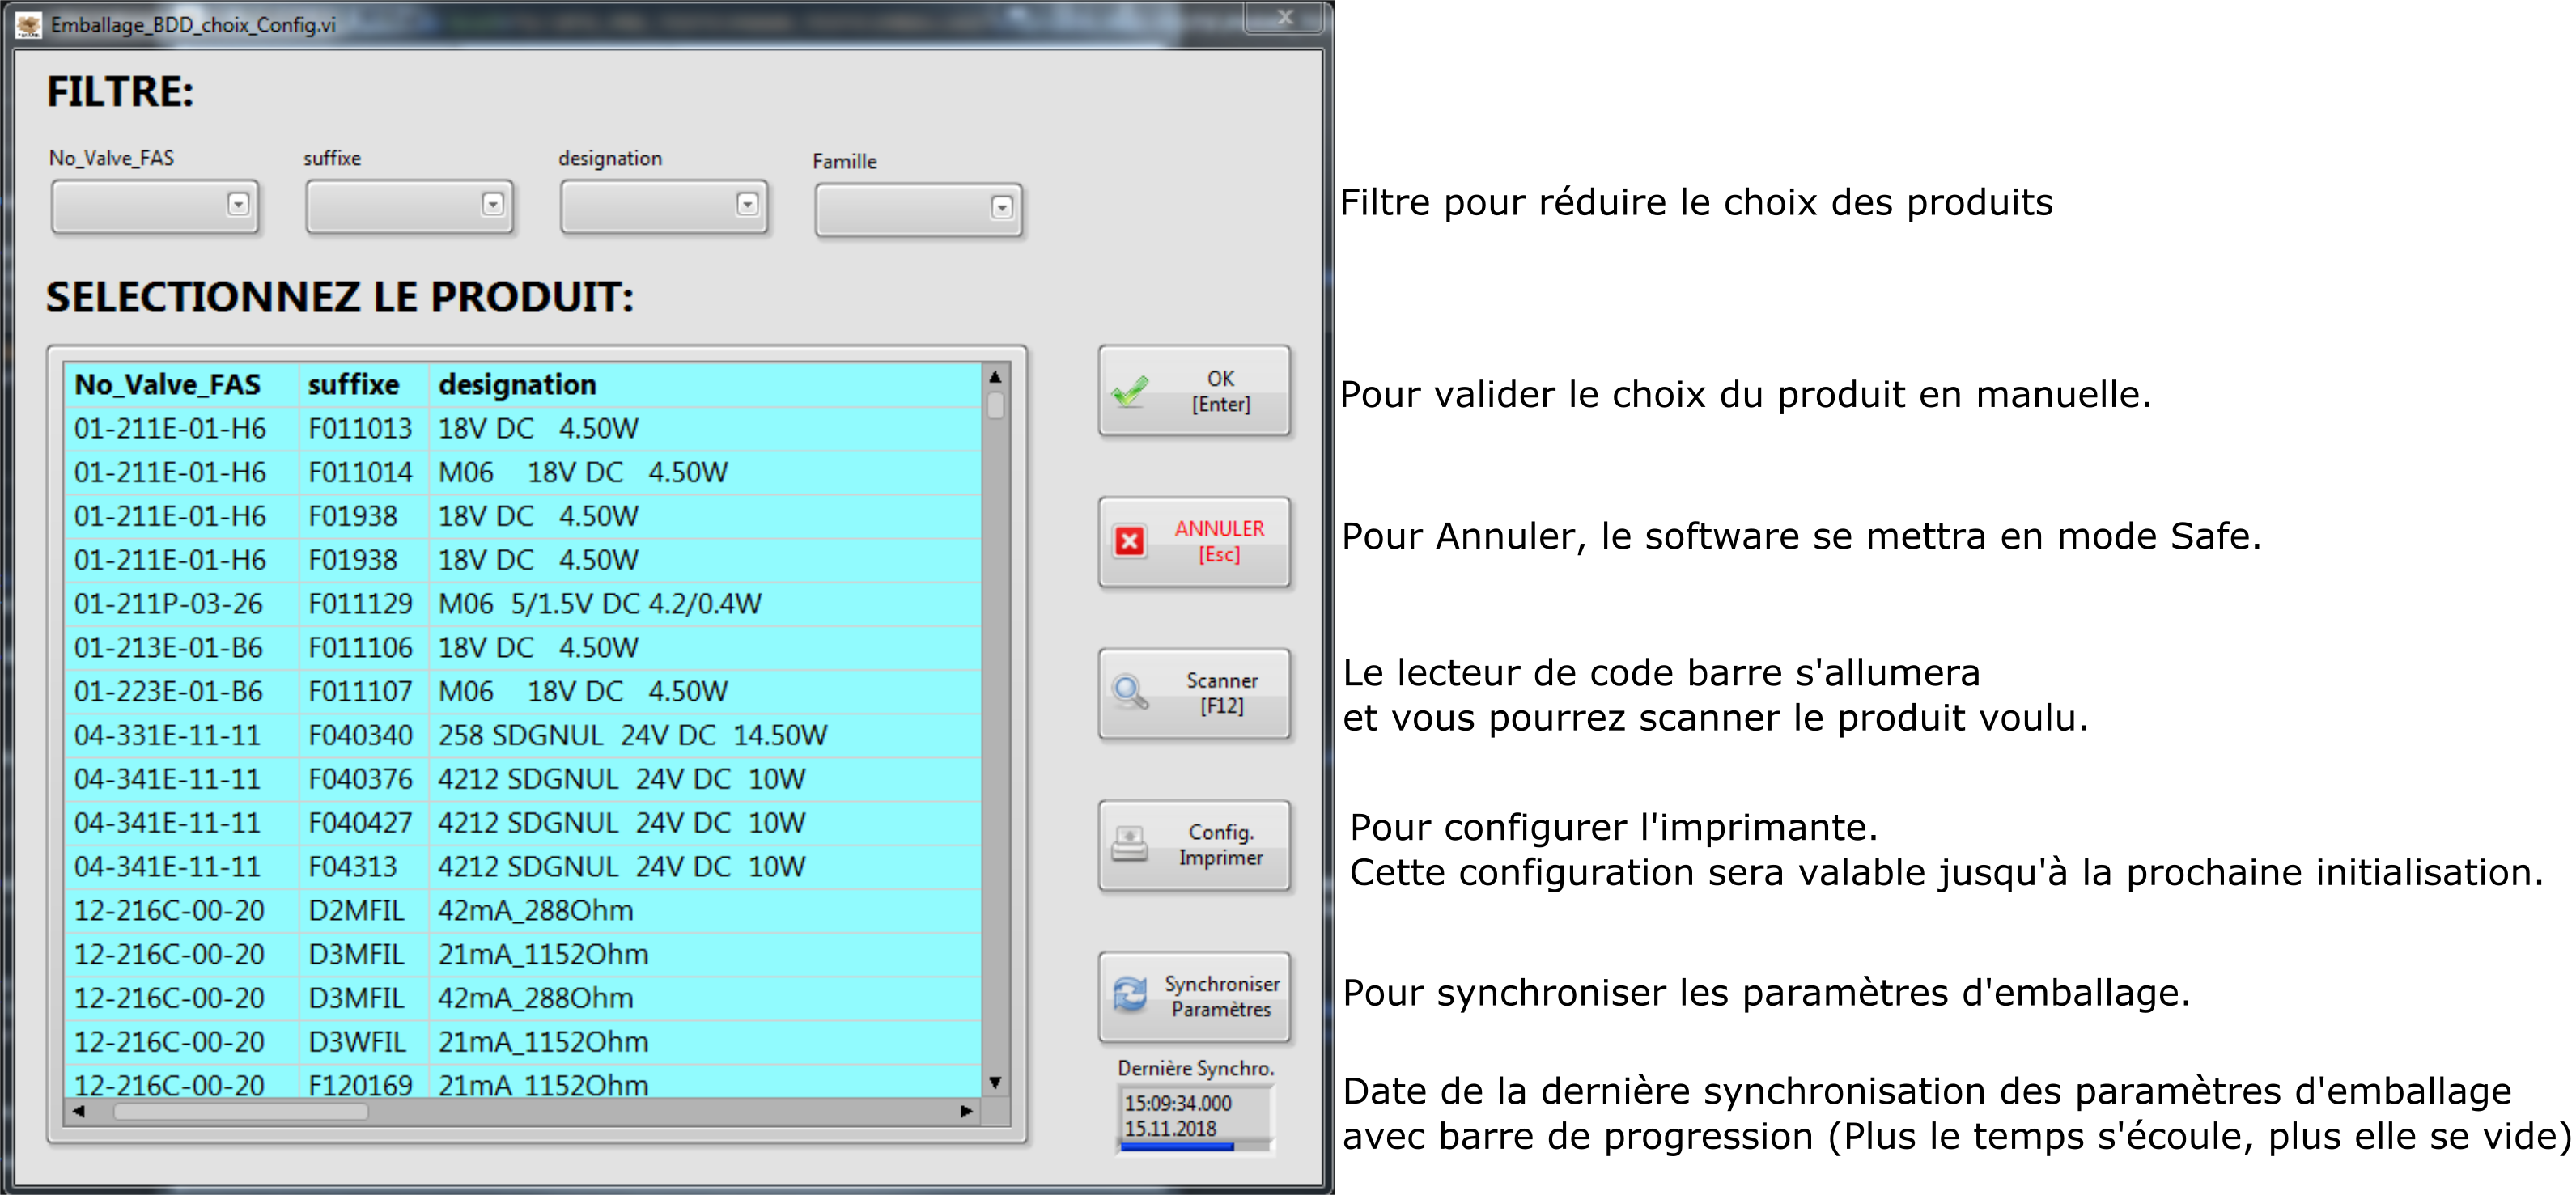 Emballage_BDD_choix_Config.vi
X
FILTRE:
No_Valve_FAS suffixe designation Famille
Filtre pour réduire le choix des produits
SELECTIONNEZ LE PRODUIT:
No_Valve_FAS suffixe designation
01-211E-01-H6 F011013 18V DC 4.50W
01-211E-01-H6 F011014 M06 18V DC 4.50W
01-211E-01-H6 F01938 18V DC 4.50W
01-211E-01-H6 F01938 18V DC 4.50W
01-211P-03-26 F011129 M06 5/1.5V DC 4.2/0.4W
01-213E-01-B6 F011106 18V DC 4.50W
01-223E-01-B6 F011107 M06 18V DC 4.50W
04-331E-11-11 F040340 258 SDGNUL 24V DC 14.50W
04-341E-11-11 F040376 4212 SDGNUL 24V DC 10W
04-341E-11-11 F040427 4212 SDGNUL 24V DC 10W
04-341E-11-11 F04313 4212 SDGNUL 24V DC 10W
12-216C-00-20 D2MFIL 42mA_288Ohm
12-216C-00-20 D3MFIL 21mA_1152Ohm
12-216C-00-20 D3MFIL 42mA_288Ohm
12-216C-00-20 D3WFIL 21mA_1152Ohm
12-216C-00-20 F120169 21mA_1152Ohm
OK
[Enter]
Pour valider le choix du produit en manuelle.
ANNULER
[Esc]
Pour Annuler, le software se mettra en mode Safe.
Scanner
[F12]
Le lecteur de code barre s'allumera
et vous pourrez scanner le produit voulu.
Config.
Imprimer
Pour configurer l'imprimante.
Cette configuration sera valable jusqu'à la prochaine initialisation.
Synchroniser
Paramètres
Pour synchroniser les paramètres d'emballage.
Dernière Synchro.
15:09:34.000
15.11.2018
Date de la dernière synchronisation des paramètres d'emballage
avec barre de progression (Plus le temps s'écoule, plus elle se vide)